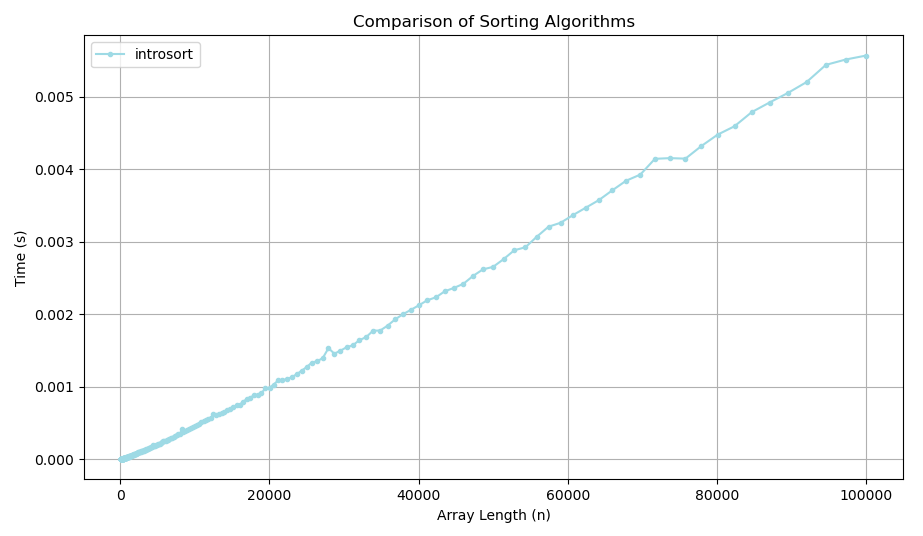 Comparison of Sorting Algorithms
introsort
0.005
0.004
0.003
0.002
0.001
0.000
Time (s)
0 20000 40000 60000 80000 100000
Array Length (n)